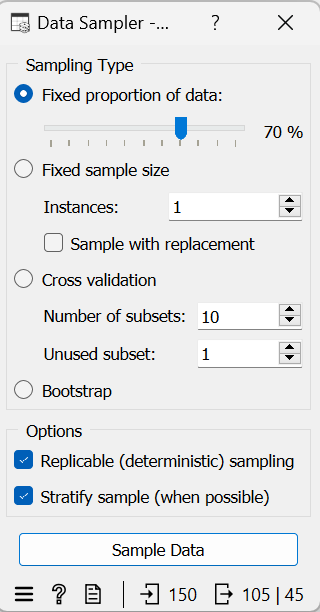 Data Sampler -... ?
Sampling Type
Fixed proportion of data:
70 %
Fixed sample size
Instances: 1
Sample with replacement
Cross validation
Number of subsets: 10
Unused subset: 1
Bootstrap
Options
Replicable (deterministic) sampling
Stratify sample (when possible)
Sample Data
? 150 105 | 45